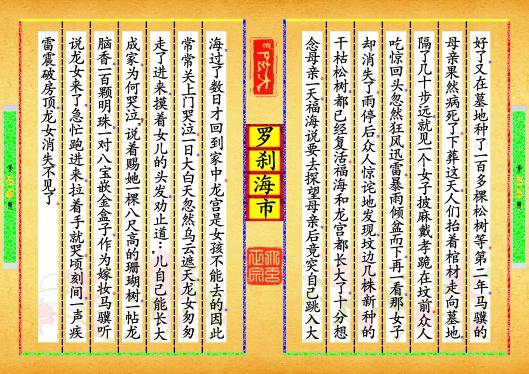 好了又在墓地种了一百多棵松树等第二年马骥的
母亲果然病死了下葬这天人们抬着棺材走向墓地
隔了几十步远就见一个女子披麻戴孝跪在坟前众人
吃惊回头忽然狂风迅雷暴雨倾盆而下再一看那女子
却消失了雨停后众人惊诧地发现坟边几株新种的
干枯松树都已经复活福海和龙宫都长大了十分想
念母亲一天福海说要去探望母亲后竟突自己跳入大
罗刹海市
海过了数日才回到家中龙宫是女孩不能去的因此
常常关上门哭泣一日大白天忽然乌云遮天龙女匆匆
走了进来摸着女儿的头发劝止道：儿自己能长大
成家为何哭泣，说着赐她一棵八尺高的珊瑚树一帖龙
脑香一百颗明珠一对八宝嵌金盒子作为嫁妆马骥听
说龙女来了急忙跑进来拉着手就哭顷刻间一声疾
雷震破房顶龙女消失不见了